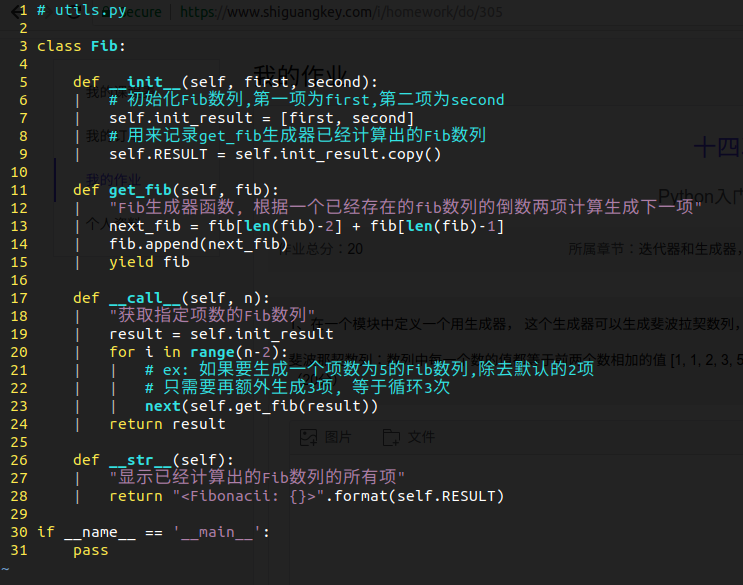 1 # utils.py
2
3 class Fib:
4
5     def __init__(self, first, second):
6     |   # 初始化Fib数列,第一项为first,第二项为second
7     |   self.init_result = [first, second]
8     |   # 用来记录get_fib生成器已经计算出的Fib数列
9     |   self.RESULT = self.init_result.copy()
10
11     def get_fib(self, fib):
12     |   "Fib生成器函数, 根据一个已经存在的fib数列的倒数两项计算生成下一项"
13     |   next_fib = fib[len(fib)-2] + fib[len(fib)-1]
14     |   fib.append(next_fib)
15     |   yield fib
16
17     def __call__(self, n):
18     |   "获取指定项数的Fib数列"
19     |   result = self.init_result
20     |   for i in range(n-2):
21     |   |   # ex: 如果要生成一个项数为5的Fib数列,除去默认的2项
22     |   |   # 只需要再额外生成3项, 等于循环3次
23     |   |   next(self.get_fib(result))
24     |   return result
25
26     def __str__(self):
27     |   "显示已经计算出的Fib数列的所有项"
28     |   return "<Fibonacii: {}>".format(self.RESULT)
29
30 if __name__ == '__main__':
31     pass
~
https://www.shiguangkey.com/i/homework/do/305
我的作业
十四
我的作业
Python入门
作业总分：20
所属章节：迭代器和生成器，
在一个模块中定义一个用生成器， 这个生成器可以生成斐波拉契数列，
斐波那契数列：数列中每一个数的值都等于前两个数相加的值 [1, 1, 2, 3, 5
图片 文件